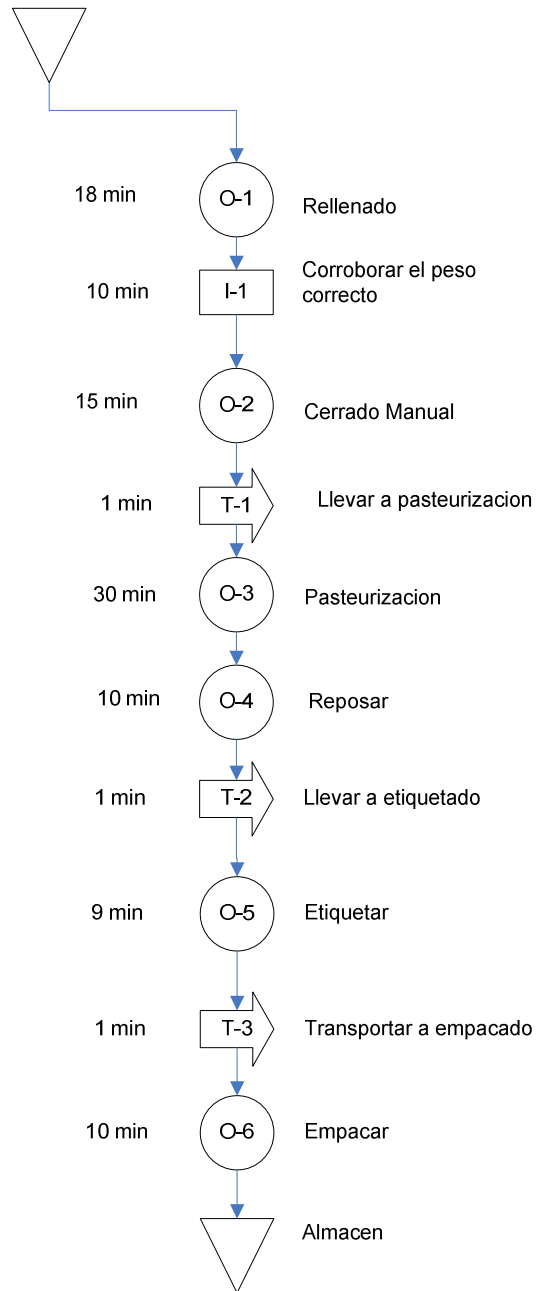 18 min
O-1
Rellenado
10 min
I-1
Corroborar el peso
correcto
15 min
O-2
Cerrado Manual
1 min
T-1
Llevar a pasteurizacion
30 min
O-3
Pasteurizacion
10 min
O-4
Reposar
1 min
T-2
Llevar a etiquetado
9 min
O-5
Etiquetar
1 min
T-3
Transportar a empacado
10 min
O-6
Empacar
Almacen